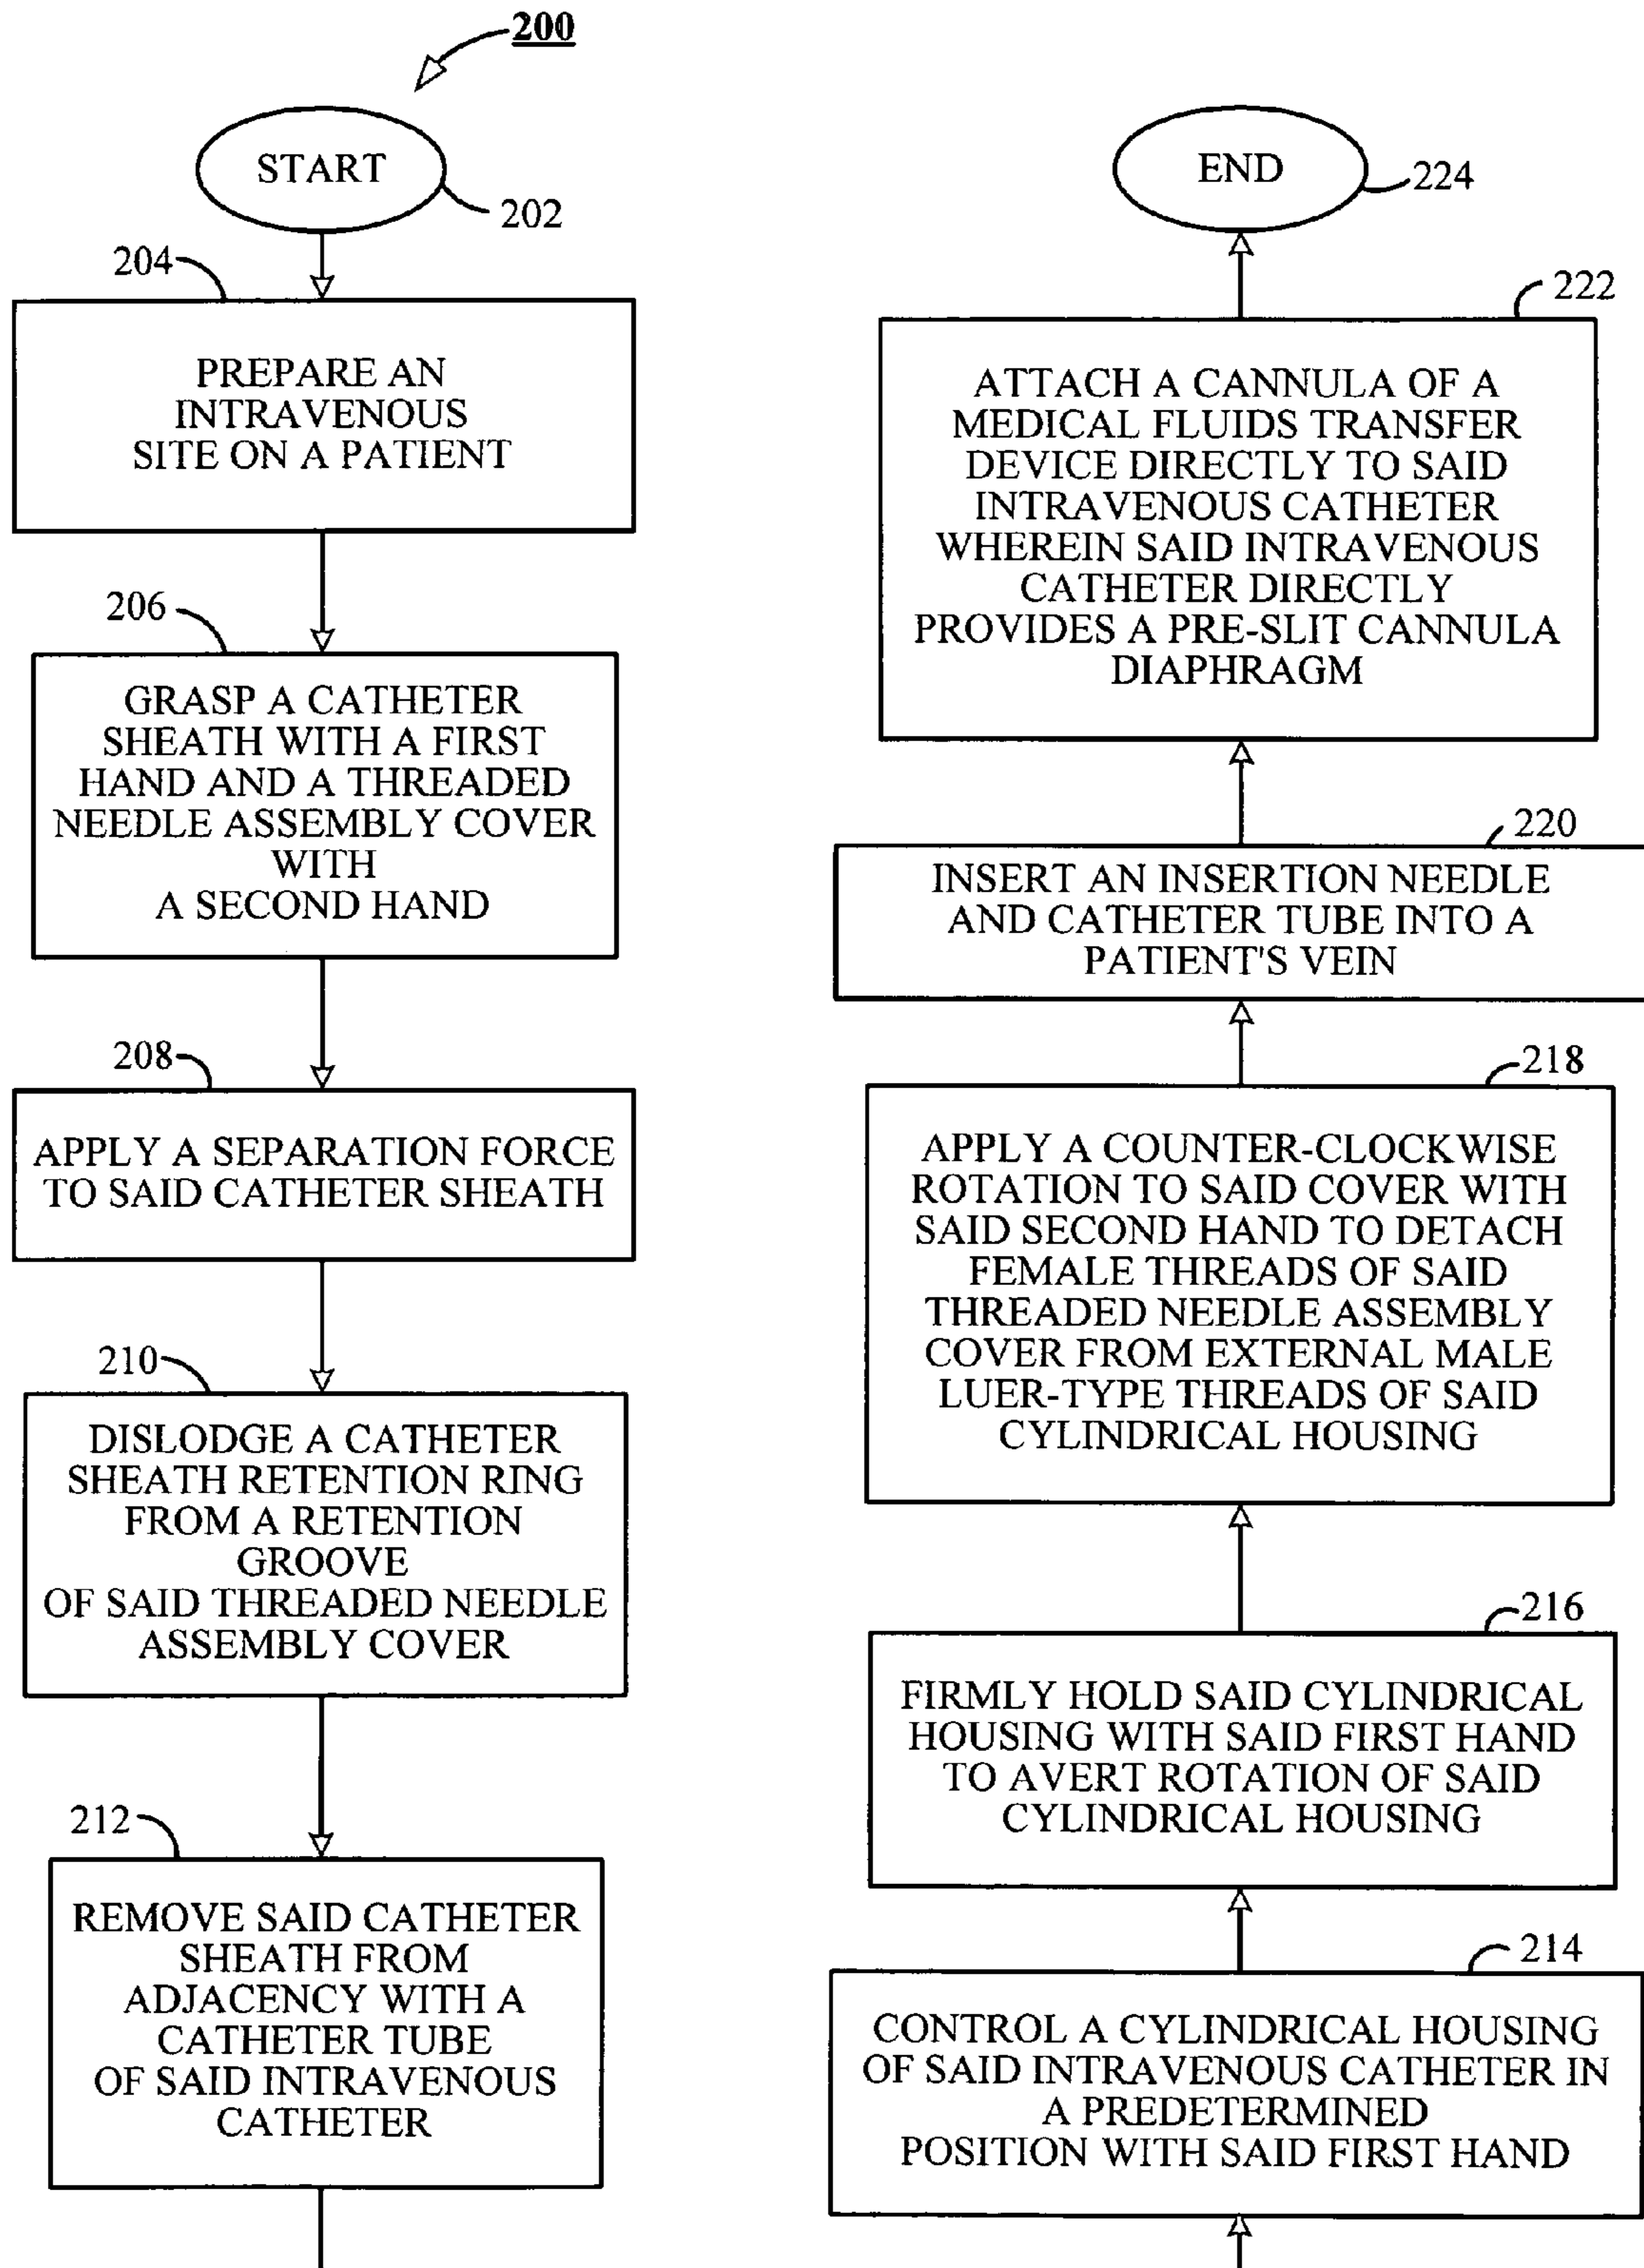 200
START
202
204
PREPARE AN
INTRAVENOUS
SITE ON A PATIENT
206
GRASP A CATHETER
SHEATH WITH A FIRST
HAND AND A THREADED
NEEDLE ASSEMBLY COVER
WITH
A SECOND HAND
208
APPLY A SEPARATION FORCE
TO SAID CATHETER SHEATH
210
DISLODGE A CATHETER
SHEATH RETENTION RING
FROM A RETENTION
GROOVE
OF SAID THREADED NEEDLE
ASSEMBLY COVER
212
REMOVE SAID CATHETER
SHEATH FROM
ADJACENCY WITH A
CATHETER TUBE
OF SAID INTRAVENOUS
CATHETER
214
CONTROL A CYLINDRICAL HOUSING
OF SAID INTRAVENOUS CATHETER IN
A PREDETERMINED
POSITION WITH SAID FIRST HAND
216
FIRMLY HOLD SAID CYLINDRICAL
HOUSING WITH SAID FIRST HAND
TO AVERT ROTATION OF SAID
CYLINDRICAL HOUSING
218
APPLY A COUNTER-CLOCKWISE
ROTATION TO SAID COVER WITH
SAID SECOND HAND TO DETACH
FEMALE THREADS OF SAID
THREADED NEEDLE ASSEMBLY
COVER FROM EXTERNAL MALE
LUER-TYPE THREADS OF SAID
CYLINDRICAL HOUSING
220
INSERT AN INSERTION NEEDLE
AND CATHETER TUBE INTO A
PATIENT'S VEIN
222
ATTACH A CANNULA OF A
MEDICAL FLUIDS TRANSFER
DEVICE DIRECTLY TO SAID
INTRAVENOUS CATHETER
WHEREIN SAID INTRAVENOUS
CATHETER DIRECTLY
PROVIDES A PRE-SLIT CANNULA
DIAPHRAGM
END
224